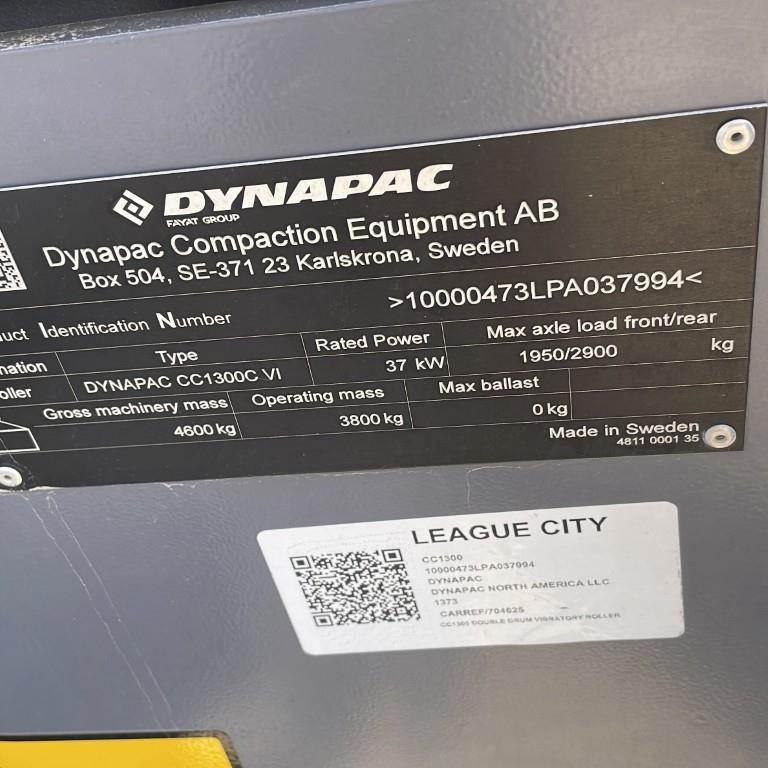 DYNAPAC
FAYAT GROUP
Dynapac Compaction Equipment AB
Box 504, SE-371 23 Karlskrona, Sweden
uct Identification Number >10000473LPA037994<
nation Type Rated Power Max axle load front/rear
oller DYNAPAC CC1300C VI 37 kW 1950/2900 kg
Gross machinery mass Operating mass Max ballast
4600 kg 3800 kg 0 kg
Made in Sweden
4811 0001 35
LEAGUE CITY
CC1300
10000473LPA037994
DYNAPAC
DYNAPAC NORTH AMERICA LLC
1373
CARREF/704625
CC1300 DOUBLE DRUM VIBRATORY ROLLER